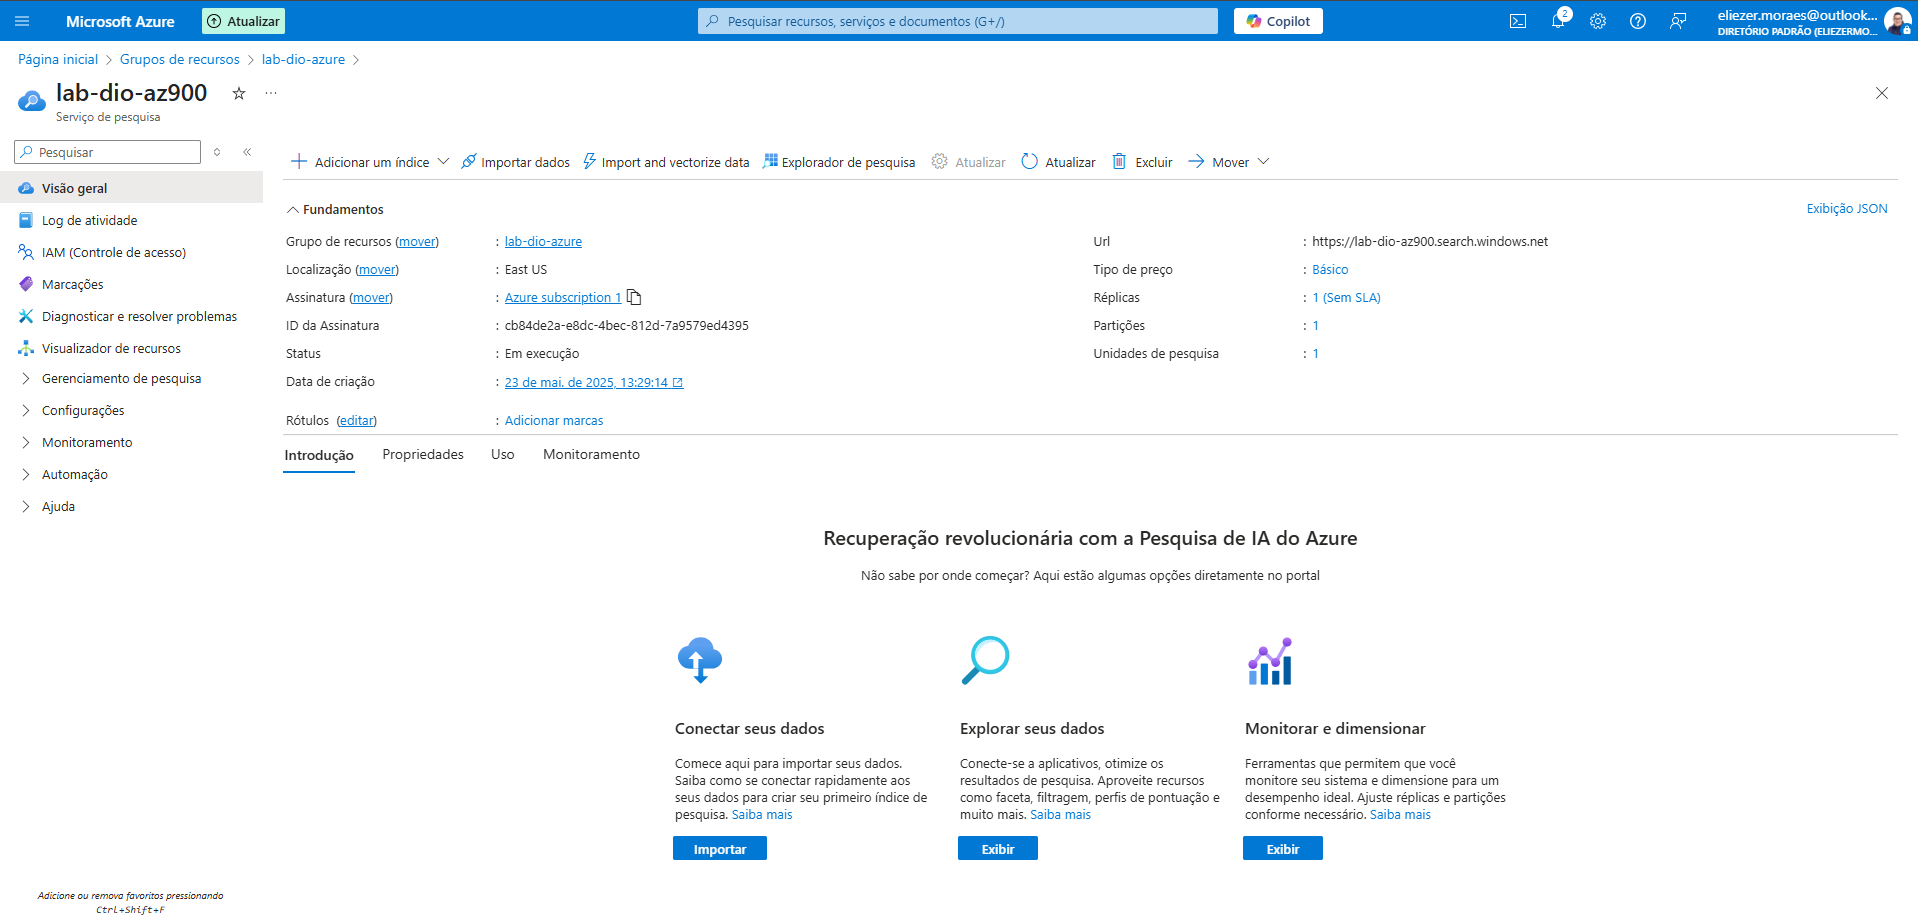 Microsoft Azure
Atualizar
Pesquisar recursos, serviços e documentos (G+/)
Copilot
2
eliezer.moraes@outlook...
DIRETÓRIO PADRÃO (ELIEZERMO...
Página inicial > Grupos de recursos > lab-dio-azure >
lab-dio-az900
Serviço de pesquisa
Pesquisar
Visão geral
Log de atividade
IAM (Controle de acesso)
Marcações
Diagnosticar e resolver problemas
Visualizador de recursos
Gerenciamento de pesquisa
Configurações
Monitoramento
Automação
Ajuda
Adicione ou remova favoritos pressionando
Ctrl+Shift+F
Adicionar um índice
Importar dados
Import and vectorize data
Explorador de pesquisa
Atualizar
Atualizar
Excluir
Mover
Fundamentos
Exibição JSON
Grupo de recursos (mover) : lab-dio-azure
Localização (mover) : East US
Assinatura (mover) : Azure subscription 1
ID da Assinatura : cb84de2a-e8dc-4bec-812d-7a9579ed4395
Status : Em execução
Data de criação : 23 de mai. de 2025, 13:29:14
Rótulos (editar) : Adicionar marcas
Url : https://lab-dio-az900.search.windows.net
Tipo de preço : Básico
Réplicas : 1 (Sem SLA)
Partições : 1
Unidades de pesquisa : 1
Introdução
Propriedades
Uso
Monitoramento
Recuperação revolucionária com a Pesquisa de IA do Azure
Não sabe por onde começar? Aqui estão algumas opções diretamente no portal
Conectar seus dados
Comece aqui para importar seus dados.
Saiba como se conectar rapidamente aos
seus dados para criar seu primeiro índice de
pesquisa. Saiba mais
Importar
Explorar seus dados
Conecte-se a aplicativos, otimize os
resultados de pesquisa. Aproveite recursos
como faceta, filtragem, perfis de pontuação e
muito mais. Saiba mais
Exibir
Monitorar e dimensionar
Ferramentas que permitem que você
monitore seu sistema e dimensione para um
desempenho ideal. Ajuste réplicas e partições
conforme necessário. Saiba mais
Exibir